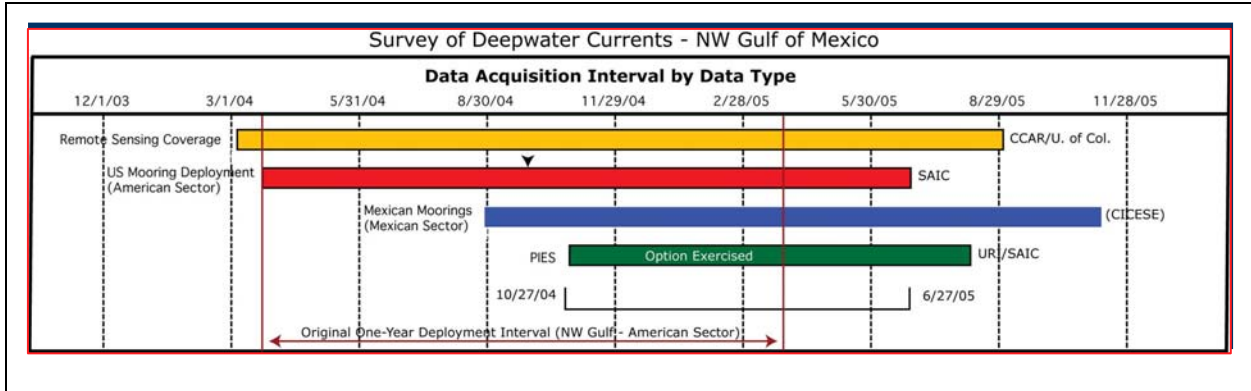 Survey of Deepwater Currents - NW Gulf of Mexico
Data Acquisition Interval by Data Type
12/1/03 3/1/04 5/31/04 8/30/04 11/29/04 2/28/05 5/30/05 8/29/05 11/28/05
Remote Sensing Coverage CCAR/U. of Col.
US Mooring Deployment
(American Sector) SAIC
Mexican Moorings
(Mexican Sector) (CICESE)
PIES Option Exercised URI/SAIC
10/27/04 6/27/05
Original One-Year Deployment Interval (NW Gulf - American Sector)